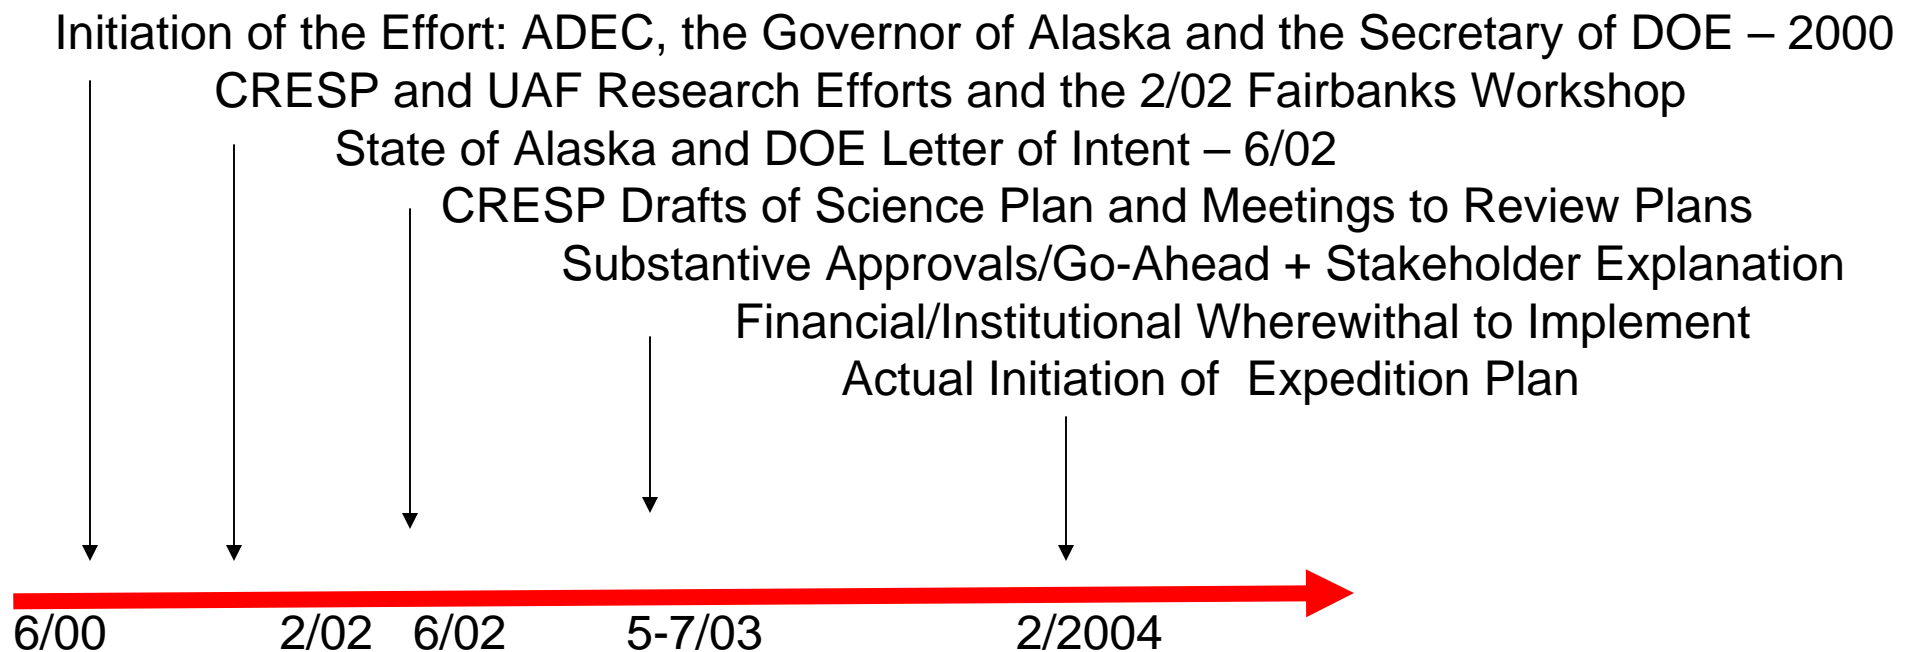 Initiation of the Effort: ADEC, the Governor of Alaska and the Secretary of DOE – 2000
CRESP and UAF Research Efforts and the 2/02 Fairbanks Workshop
State of Alaska and DOE Letter of Intent – 6/02
CRESP Drafts of Science Plan and Meetings to Review Plans
Substantive Approvals/Go-Ahead + Stakeholder Explanation
Financial/Institutional Wherewithal to Implement
Actual Initiation of  Expedition Plan
6/00 2/02 6/02 5-7/03 2/2004